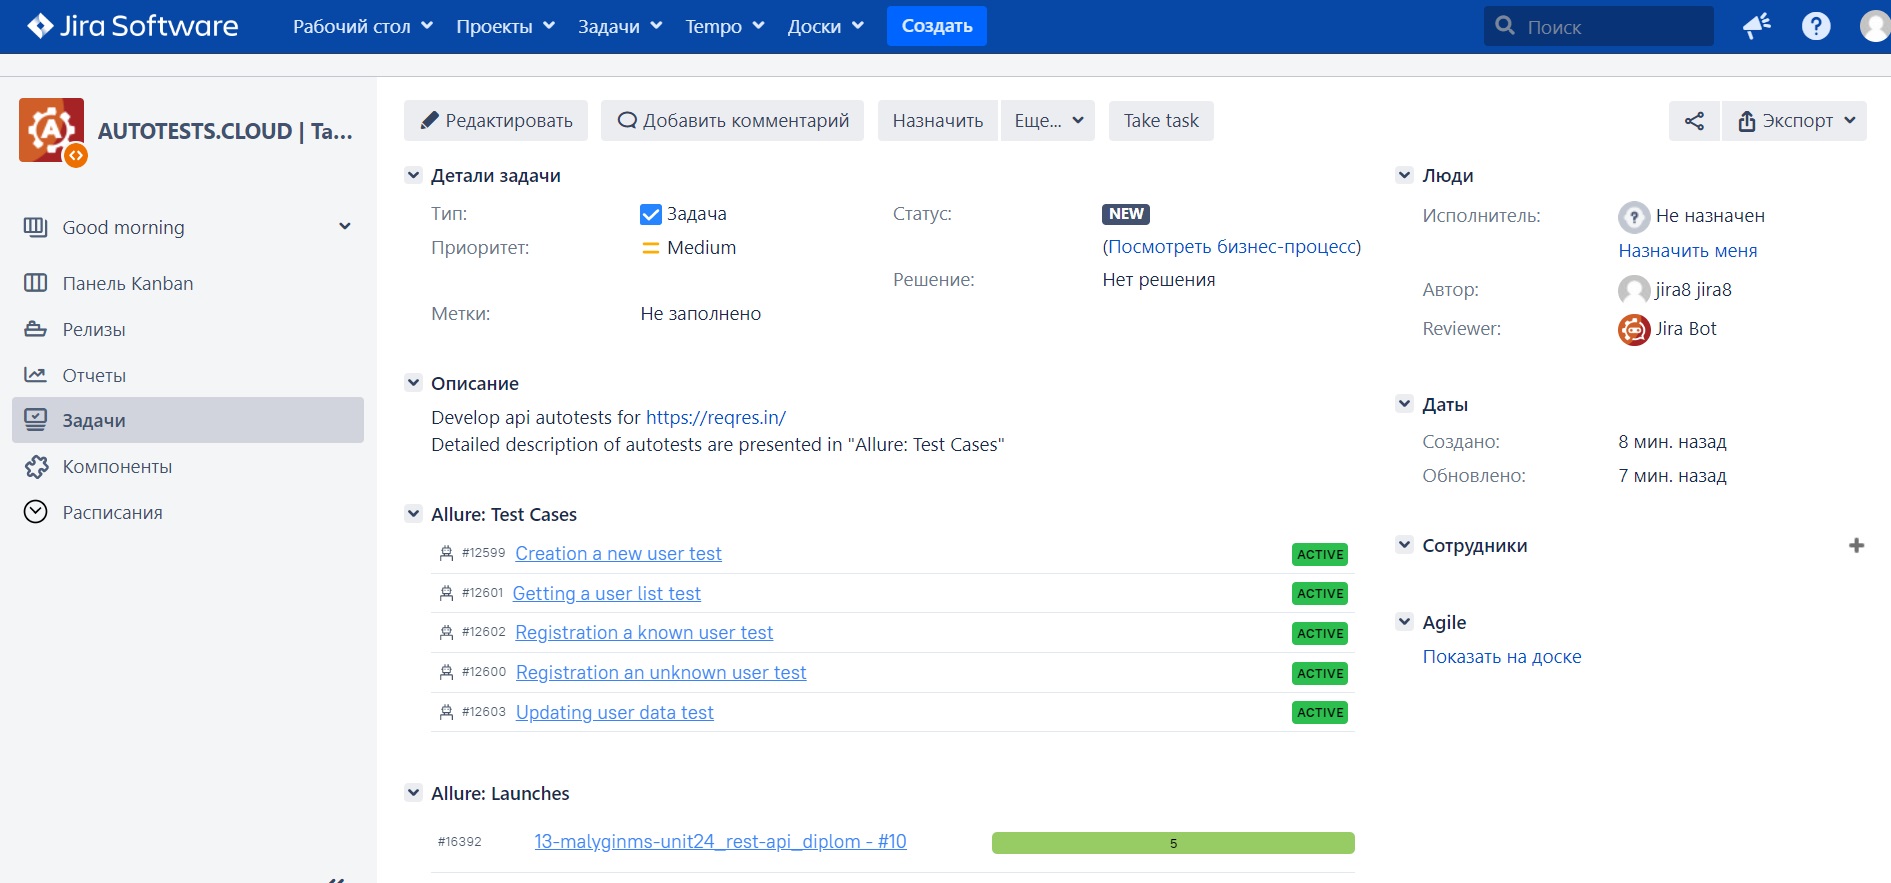 Jira Software Рабочий стол Проекты Задачи Tempo Доски Создать Поиск
AUTOTESTS.CLOUD | Ta...
Good morning
Панель Kanban
Релизы
Отчеты
Задачи
Компоненты
Расписания
Редактировать Добавить комментарий Назначить Еще... Take task Экспорт
Детали задачи
Тип: Задача Статус: NEW
Приоритет: Medium (Посмотреть бизнес-процесс)
Решение: Нет решения
Метки: Не заполнено
Описание
Develop api autotests for https://reqres.in/
Detailed description of autotests are presented in "Allure: Test Cases"
Allure: Test Cases
#12599 Creation a new user test ACTIVE
#12601 Getting a user list test ACTIVE
#12602 Registration a known user test ACTIVE
#12600 Registration an unknown user test ACTIVE
#12603 Updating user data test ACTIVE
Allure: Launches
#16392 13-malyginms-unit24_rest-api_diplom - #10 5
Люди
Исполнитель: Не назначен
Назначить меня
Автор: jira8 jira8
Reviewer: Jira Bot
Даты
Создано: 8 мин. назад
Обновлено: 7 мин. назад
Сотрудники
Agile
Показать на доске